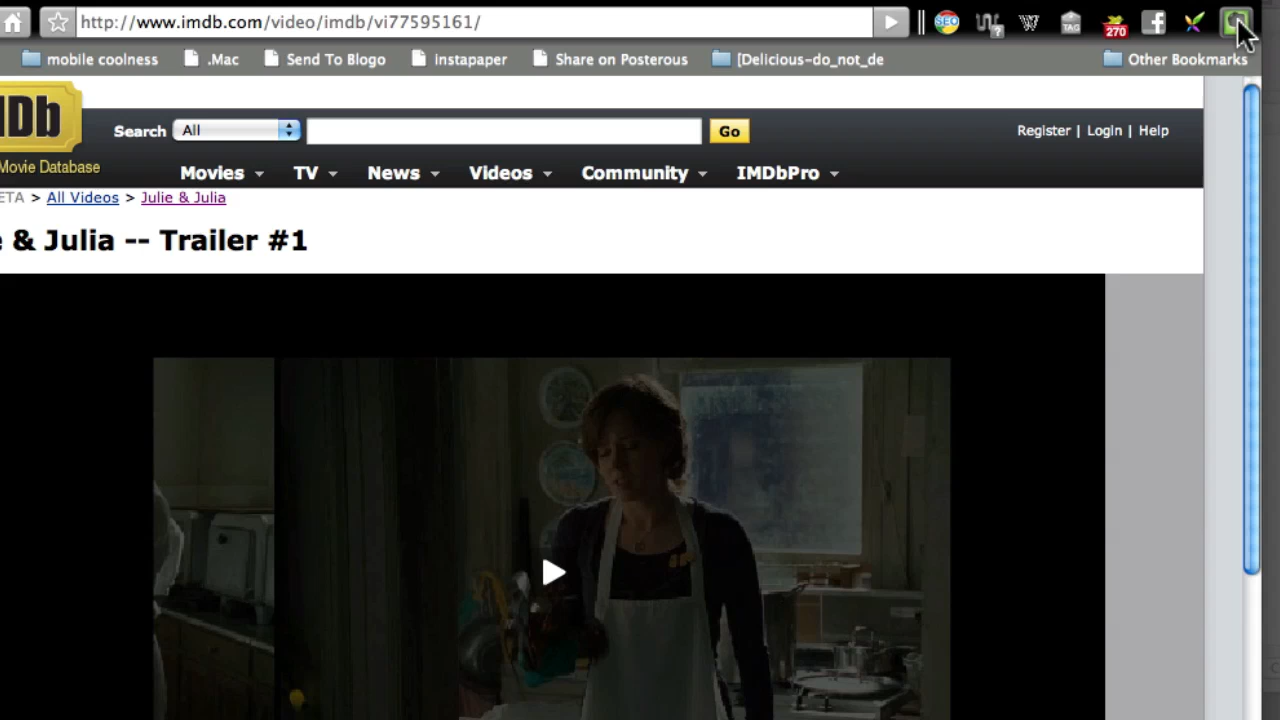 http://www.imdb.com/video/imdb/vi77595161/
SEO
?
W
TAG
270
f
mobile coolness
.Mac
Send To Blogo
Instapaper
Share on Posterous
[Delicious-do_not_de
Other Bookmarks
MDb
Movie Database
Search
All
Go
Register | Login | Help
Movies
TV
News
Videos
Community
IMDbPro
ETA > All Videos > Julie & Julia
e & Julia -- Trailer #1